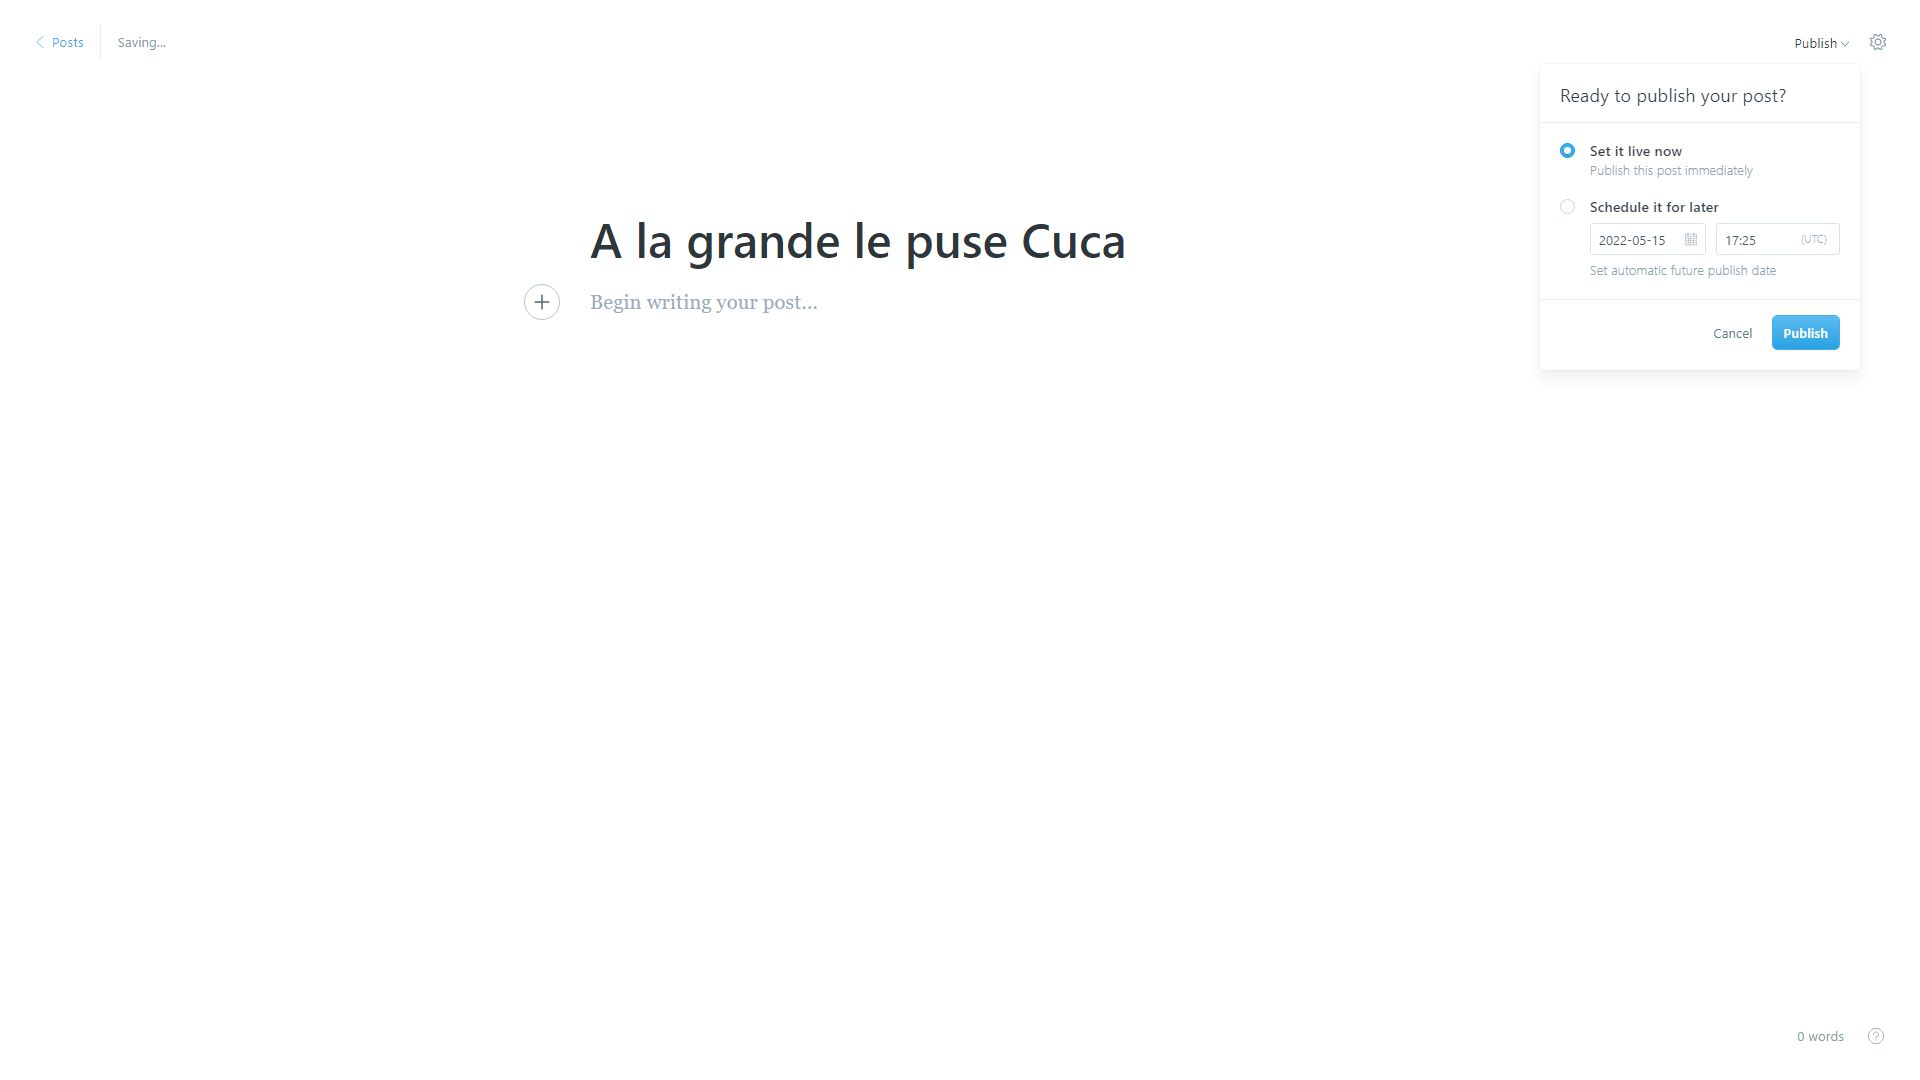 Posts
Saving...
Publish
Ready to publish your post?
Set it live now
Publish this post immediately
Schedule it for later
2022-05-15
17:25
(UTC)
Set automatic future publish date
Cancel
Publish
A la grande le puse Cuca
Begin writing your post...
0 words
?